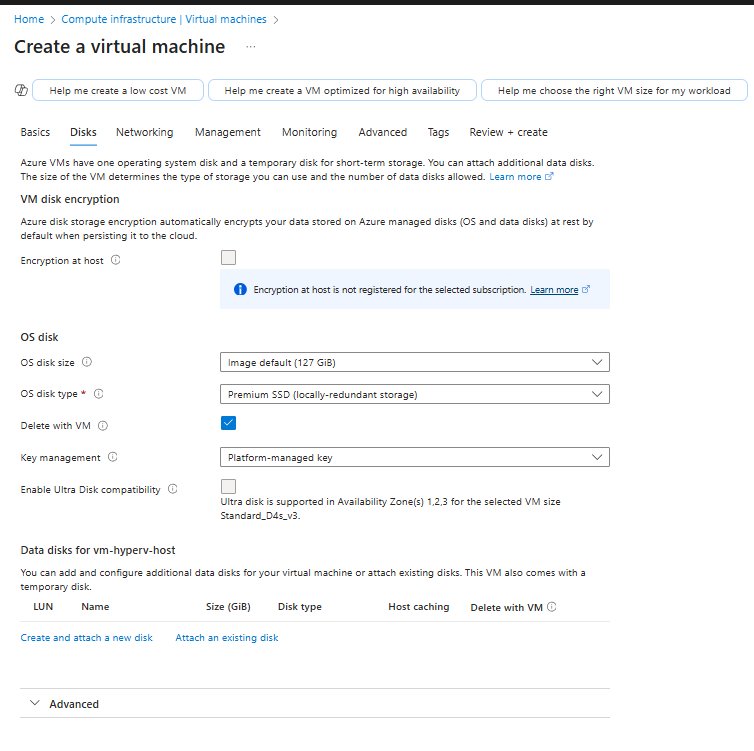 Home > Compute infrastructure | Virtual machines >
Create a virtual machine ...
Help me create a low cost VM Help me create a VM optimized for high availability Help me choose the right VM size for my workload
Basics Disks Networking Management Monitoring Advanced Tags Review + create
Azure VMs have one operating system disk and a temporary disk for short-term storage. You can attach additional data disks.
The size of the VM determines the type of storage you can use and the number of data disks allowed. Learn more
VM disk encryption
Azure disk storage encryption automatically encrypts your data stored on Azure managed disks (OS and data disks) at rest by
default when persisting it to the cloud.
Encryption at host
Encryption at host is not registered for the selected subscription. Learn more
OS disk
OS disk size Image default (127 GiB)
OS disk type * Premium SSD (locally-redundant storage)
Delete with VM
Key management Platform-managed key
Enable Ultra Disk compatibility
Ultra disk is supported in Availability Zone(s) 1,2,3 for the selected VM size
Standard_D4s_v3.
Data disks for vm-hyperv-host
You can add and configure additional data disks for your virtual machine or attach existing disks. This VM also comes with a
temporary disk.
LUN Name Size (GiB) Disk type Host caching Delete with VM
Create and attach a new disk Attach an existing disk
Advanced